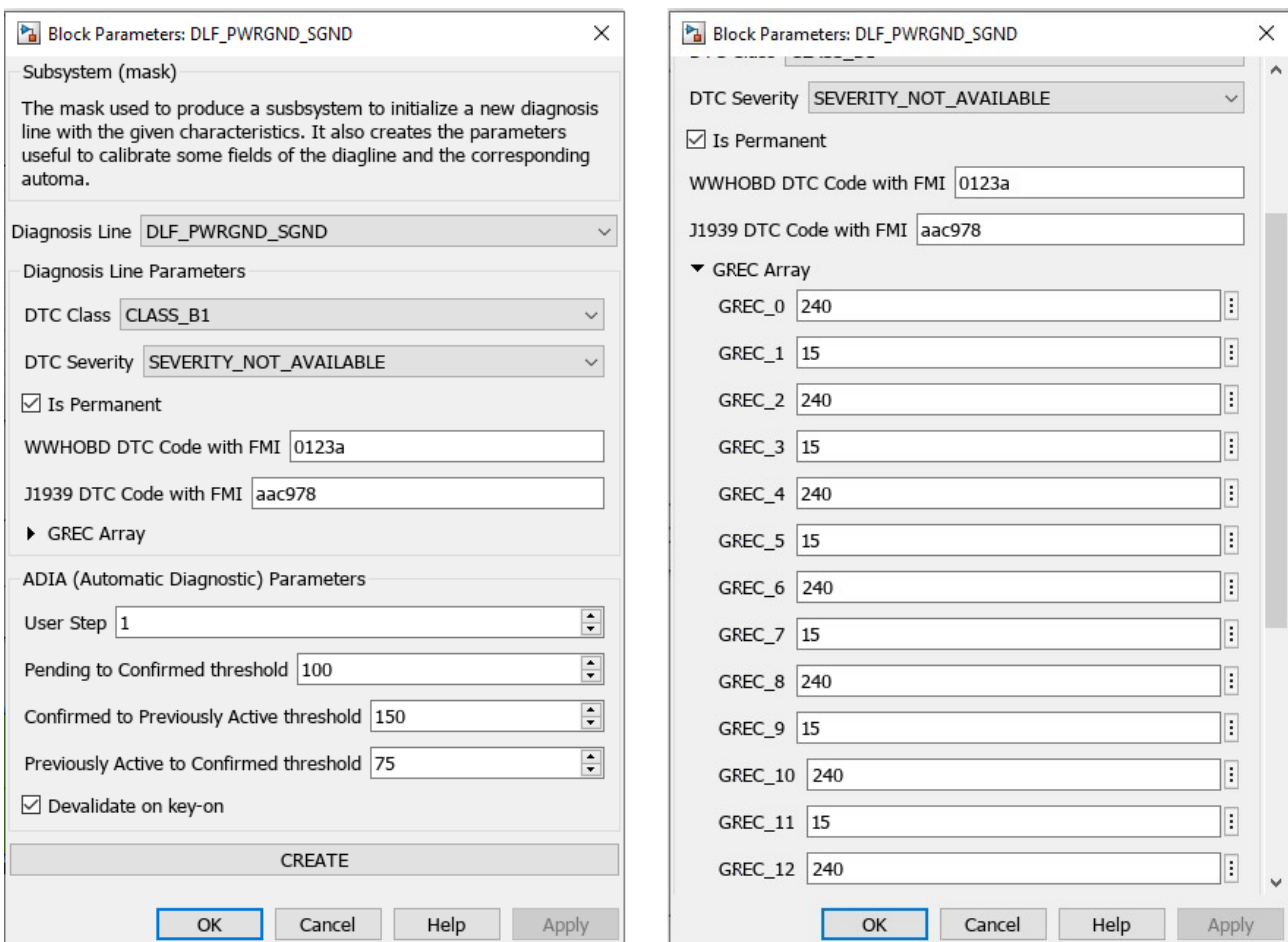 Block Parameters: DLF_PWRGND_SGND
Subsystem (mask)
The mask used to produce a susbsystem to initialize a new diagnosis
line with the given characteristics. It also creates the parameters
useful to calibrate some fields of the diagline and the corresponding
automa.
Diagnosis Line DLF_PWRGND_SGND
Diagnosis Line Parameters
DTC Class CLASS_B1
DTC Severity SEVERITY_NOT_AVAILABLE
Is Permanent
WWHOBD DTC Code with FMI 0123a
J1939 DTC Code with FMI aac978
GREC Array
ADIA (Automatic Diagnostic) Parameters
User Step 1
Pending to Confirmed threshold 100
Confirmed to Previously Active threshold 150
Previously Active to Confirmed threshold 75
Devalidate on key-on
CREATE
OK Cancel Help Apply
Block Parameters: DLF_PWRGND_SGND
DTC Severity SEVERITY_NOT_AVAILABLE
Is Permanent
WWHOBD DTC Code with FMI 0123a
J1939 DTC Code with FMI aac978
GREC Array
GREC_0 240
GREC_1 15
GREC_2 240
GREC_3 15
GREC_4 240
GREC_5 15
GREC_6 240
GREC_7 15
GREC_8 240
GREC_9 15
GREC_10 240
GREC_11 15
GREC_12 240
OK Cancel Help Apply